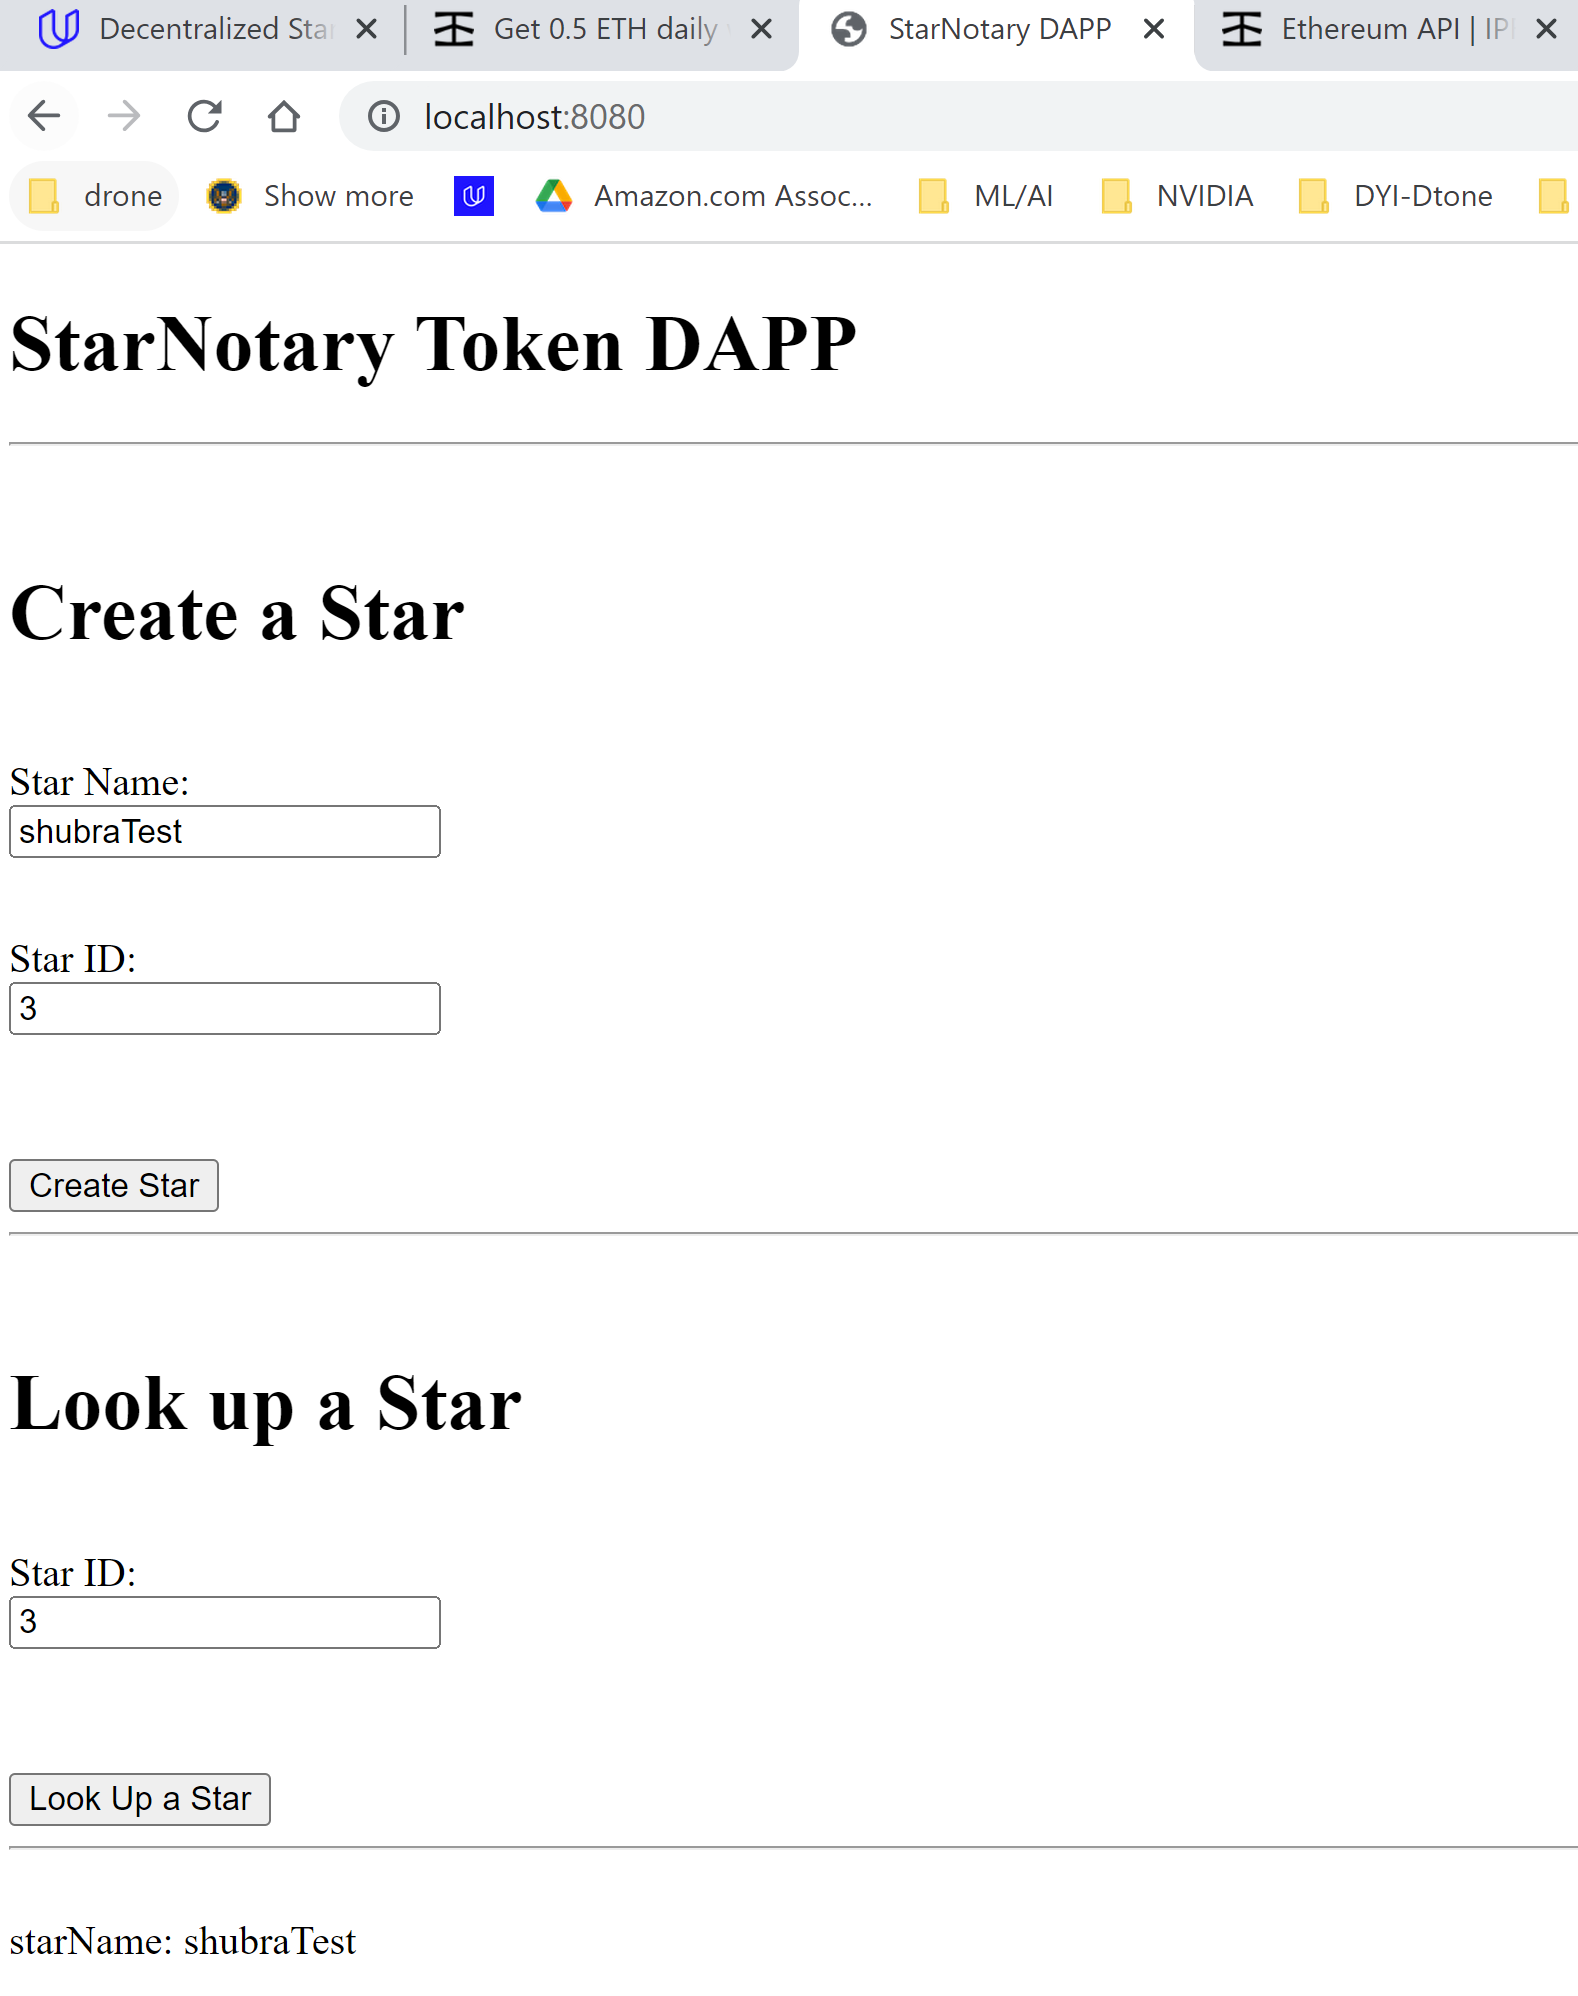 Decentralized Sta
Get 0.5 ETH daily
StarNotary DAPP
Ethereum API | IP
localhost:8080
drone
Show more
Amazon.com Assoc...
ML/AI
NVIDIA
DYI-Dtone
StarNotary Token DAPP
Create a Star
Star Name:
shubraTest
Star ID:
3
Create Star
Look up a Star
Star ID:
3
Look Up a Star
starName: shubraTest